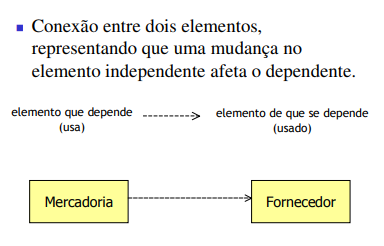 Conexão entre dois elementos,
representando que uma mudança no
elemento independente afeta o dependente.
elemento que depende
(usa)
elemento de que se depende
(usado)
Mercadoria
Fornecedor